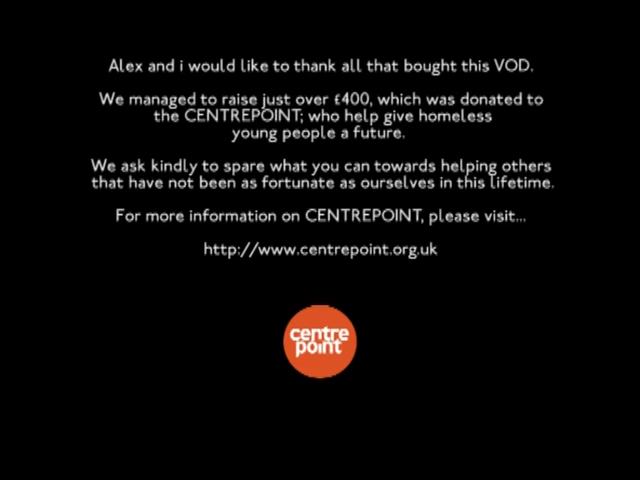 Alex and i would like to thank all that bought this VOD.
We managed to raise just over £400, which was donated to
the CENTREPOINT; who help give homeless
young people a future.
We ask kindly to spare what you can towards helping others
that have not been as fortunate as ourselves in this lifetime.
For more information on CENTREPOINT, please visit...
http://www.centrepoint.org.uk
centre
point